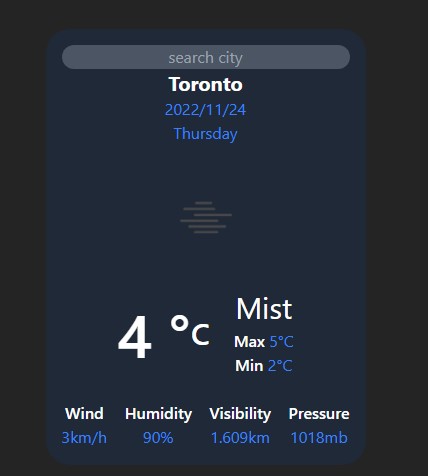 search city
Toronto
2022/11/24
Thursday
4 °C
Mist
Max 5°C
Min 2°C
Wind Humidity Visibility Pressure
3km/h 90% 1.609km 1018mb